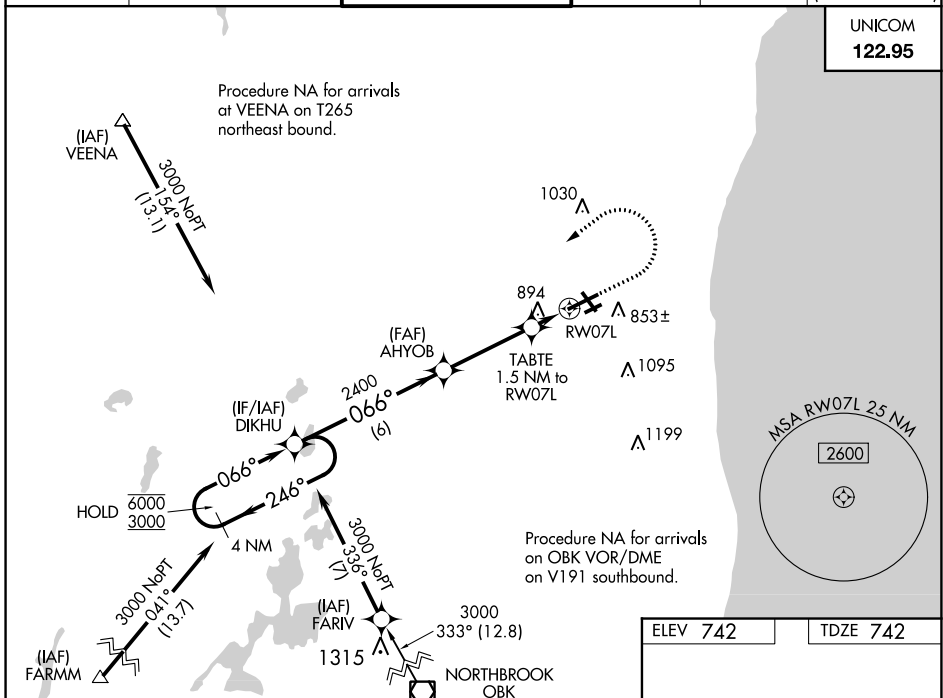 UNICOM
122.95
Procedure NA for arrivals
at VEENA on T265
northeast bound.
(IAF)
VEENA
3000 NoPT
154°
(13.1)
1030
894
853±
RW07L
(FAF)
AHYOB
TABTE
1.5 NM to
RW07L
1095
2400
066°
(6)
(IF/IAF)
DIKHU
1199
MSA RW07L 25 NM
2600
066°
246°
HOLD
6000
3000
4 NM
3000 NoPT
336°
(7)
Procedure NA for arrivals
on OBK VOR/DME
on V191 southbound.
3000 NoPT
041°
(13.7)
(IAF)
FARIV
3000
333° (12.8)
1315
(IAF)
FARMM
NORTHBROOK
OBK
ELEV 742
TDZE 742